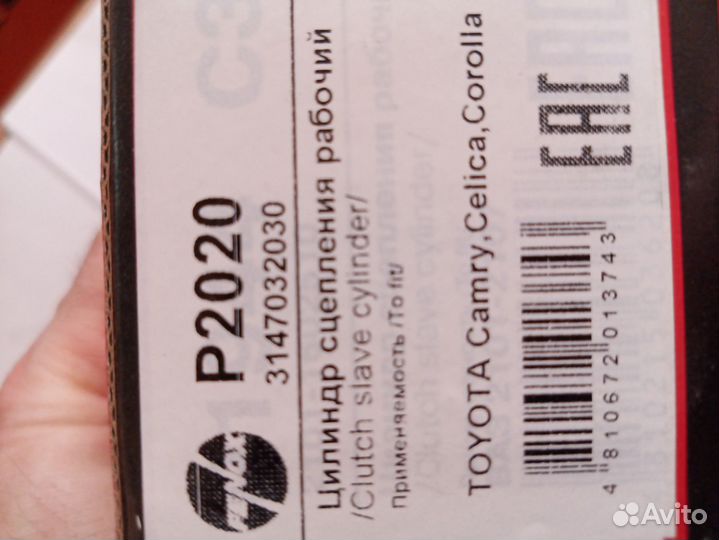 FENOX
P2020
3147032030
Цилиндр сцепления рабочий
/Clutch slave cylinder/
Применяемость /To fit/
TOYOTA Camry,Celica,Corolla
EAC
4 810672 013743
Avito